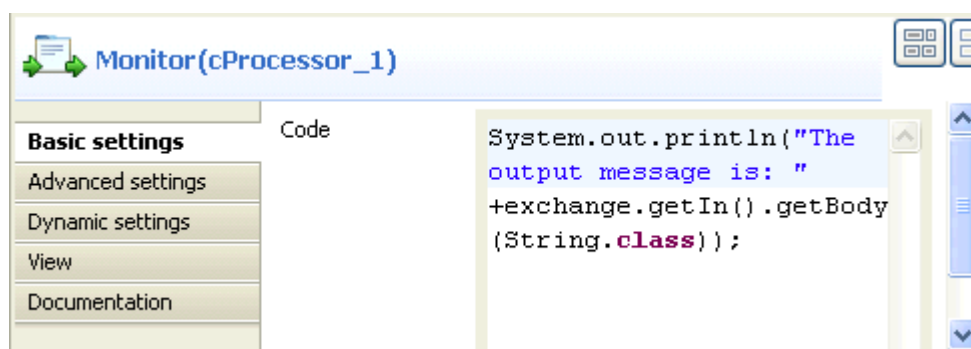 Monitor(cProcessor_1)
Basic settings
Advanced settings
Dynamic settings
View
Documentation
Code
System.out.println("The
output message is: "
+exchange.getIn().getBody
(String.class));